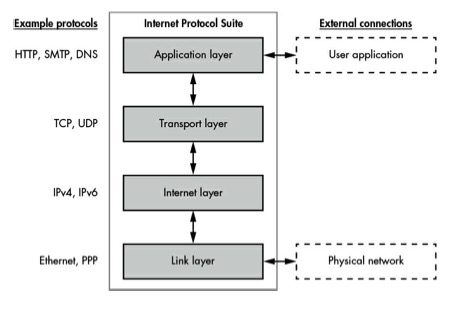 Example protocols Internet Protocol Suite External connections
HTTP, SMTP, DNS Application layer User application
TCP, UDP Transport layer
IPv4, IPv6 Internet layer
Ethernet, PPP Link layer Physical network